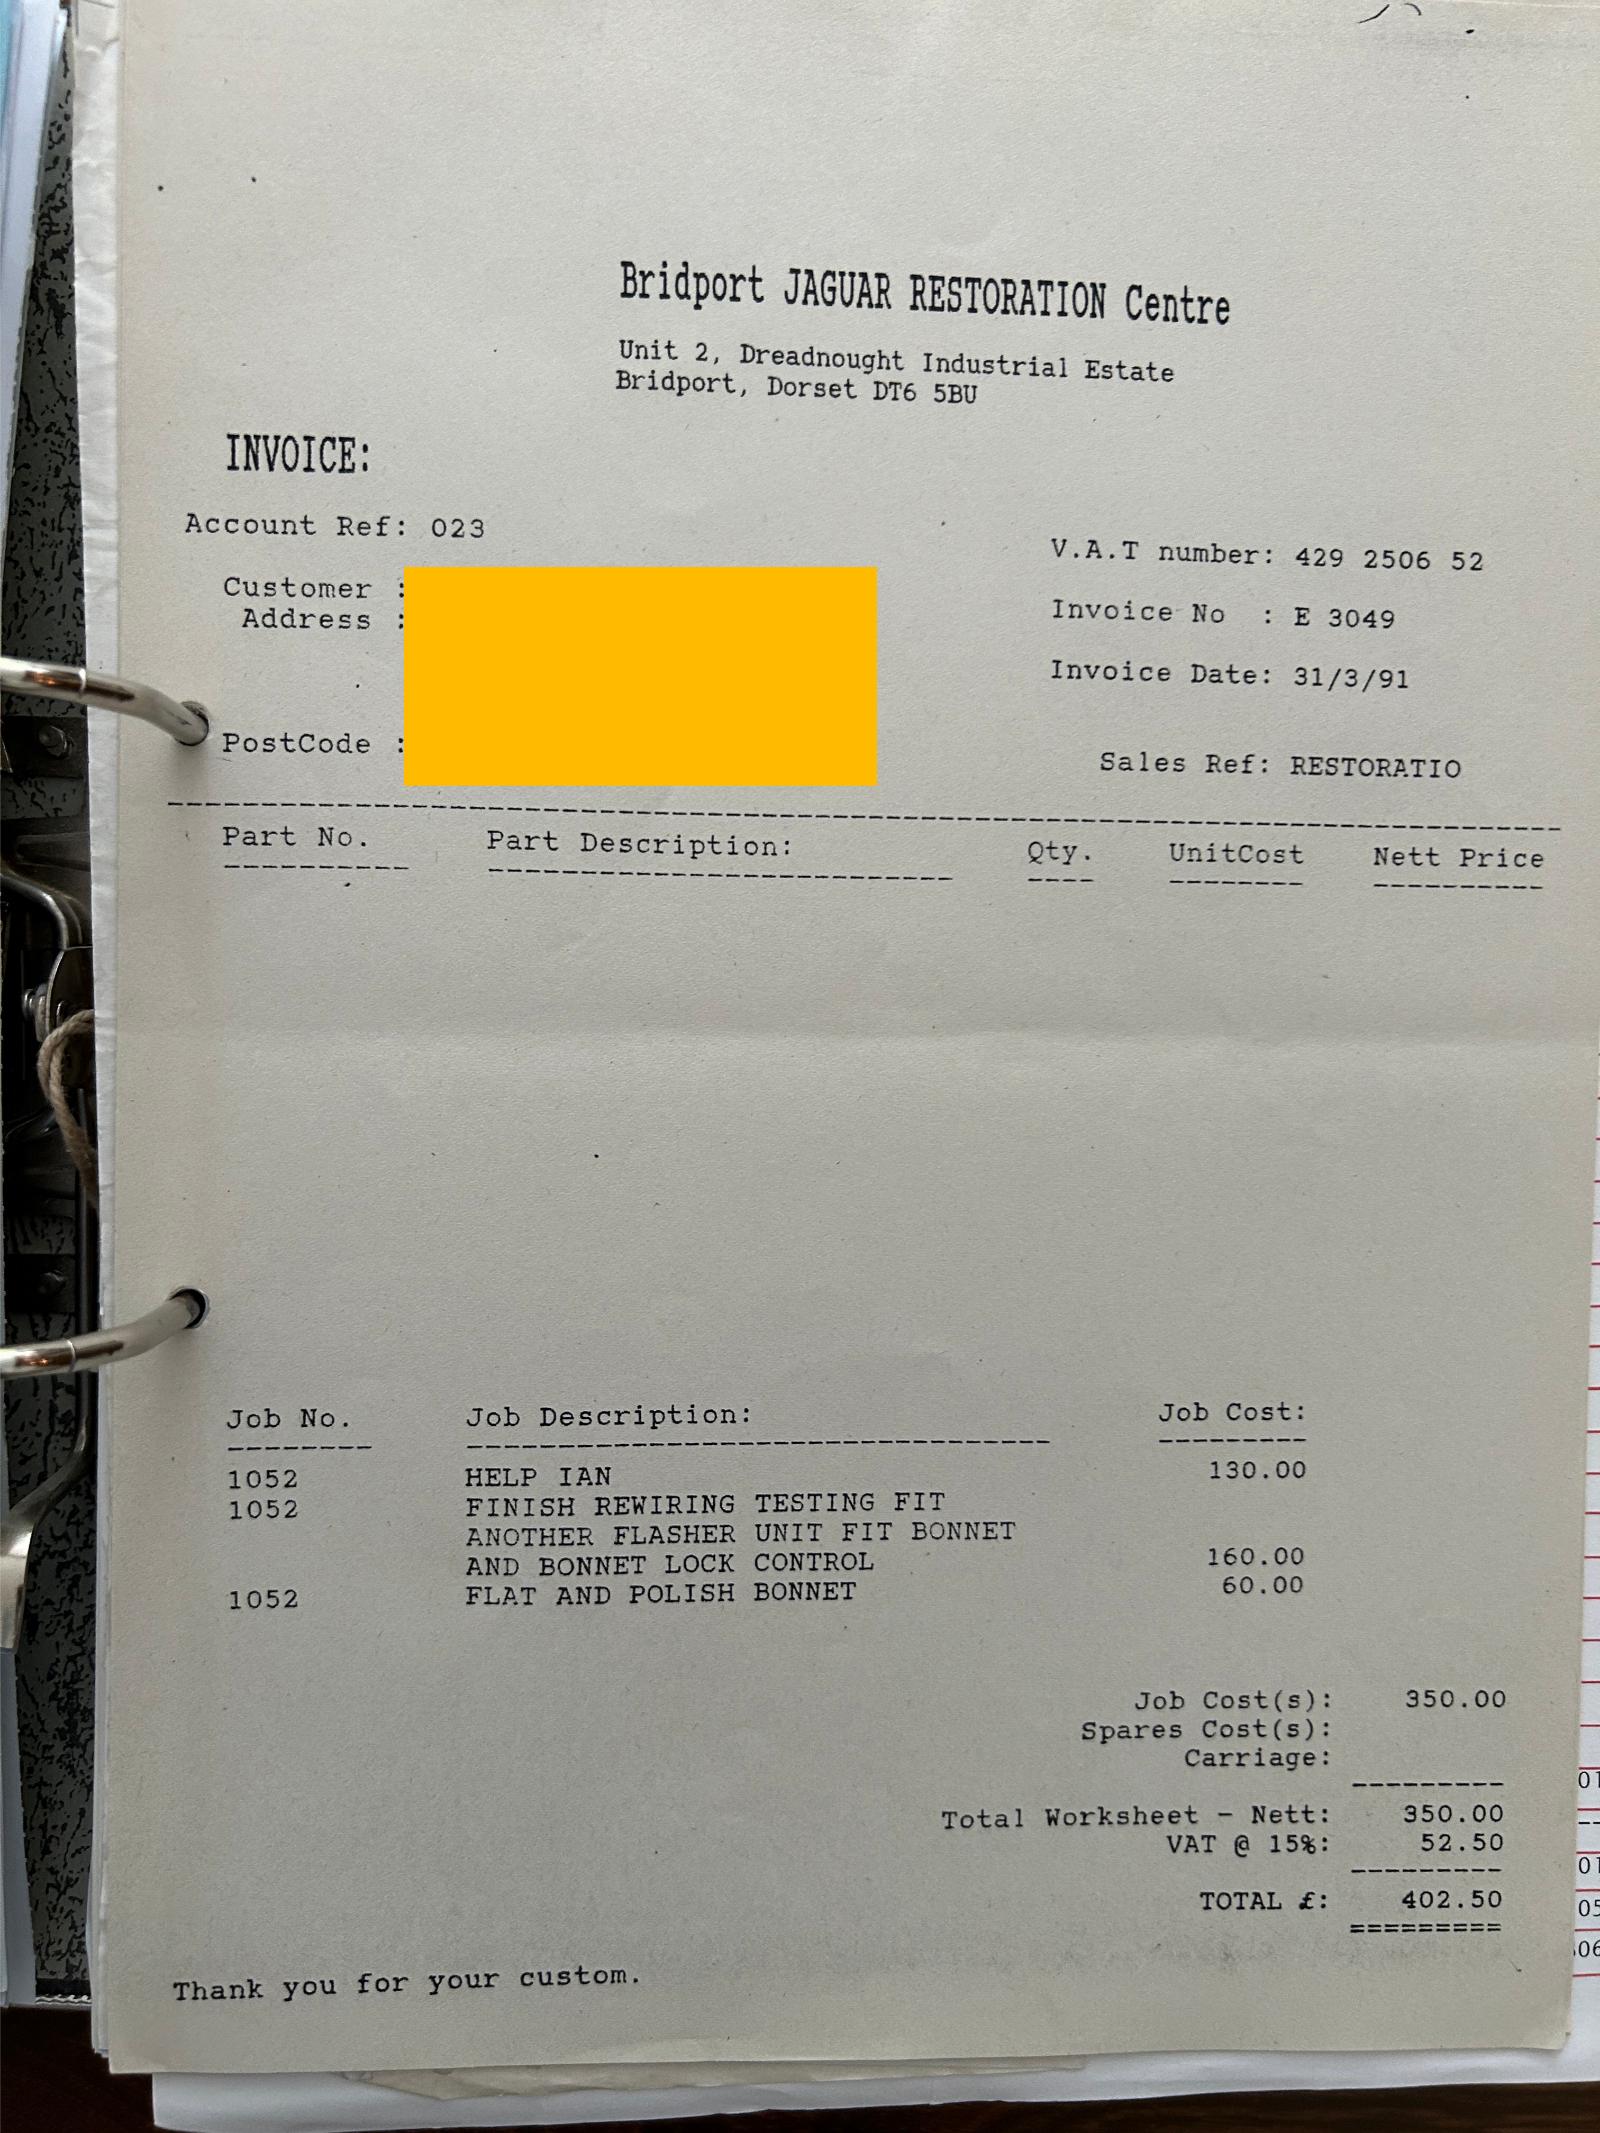 Bridport JAGUAR RESTORATION Centre
Unit 2, Dreadnought Industrial Estate
Bridport, Dorset DT6 5BU
INVOICE:
Account Ref: 023
V.A.T number: 429 2506 52
Customer :
Address :
Invoice No : E 3049
Invoice Date: 31/3/91
PostCode :
Sales Ref: RESTORATIO
Part No. Part Description: Qty. UnitCost Nett Price
Job No. Job Description: Job Cost:
1052 HELP IAN 130.00
1052 FINISH REWIRING TESTING FIT
ANOTHER FLASHER UNIT FIT BONNET
AND BONNET LOCK CONTROL 160.00
1052 FLAT AND POLISH BONNET 60.00
Job Cost(s): 350.00
Spares Cost(s):
Carriage:
Total Worksheet - Nett: 350.00
VAT @ 15%: 52.50
TOTAL £: 402.50
=========
Thank you for your custom.
01
01
05
06